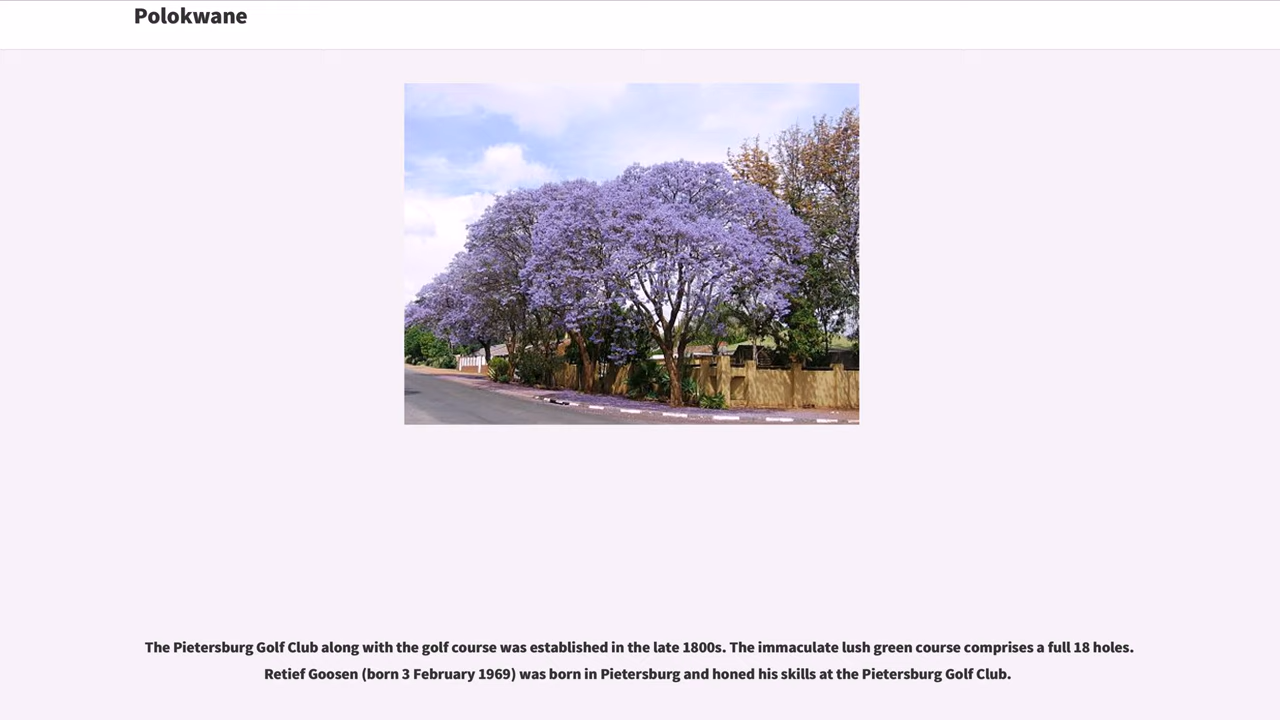 Polokwane
The Pietersburg Golf Club along with the golf course was established in the late 1800s. The immaculate lush green course comprises a full 18 holes.
Retief Goosen (born 3 February 1969) was born in Pietersburg and honed his skills at the Pietersburg Golf Club.